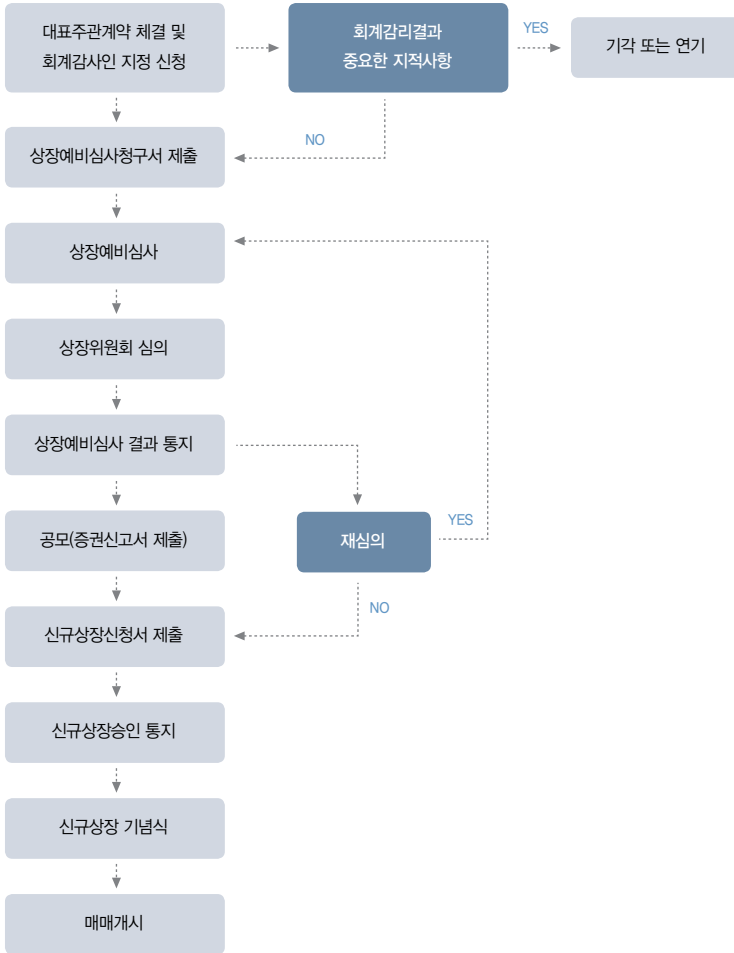 대표주관계약 체결 및
회계감사인 지정 신청
회계감리결과
중요한 지적사항
YES
기각 또는 연기
NO
상장예비심사청구서 제출
상장예비심사
상장위원회 심의
상장예비심사 결과 통지
공모(증권신고서 제출)
재심의
YES
NO
신규상장신청서 제출
신규상장승인 통지
신규상장 기념식
매매개시